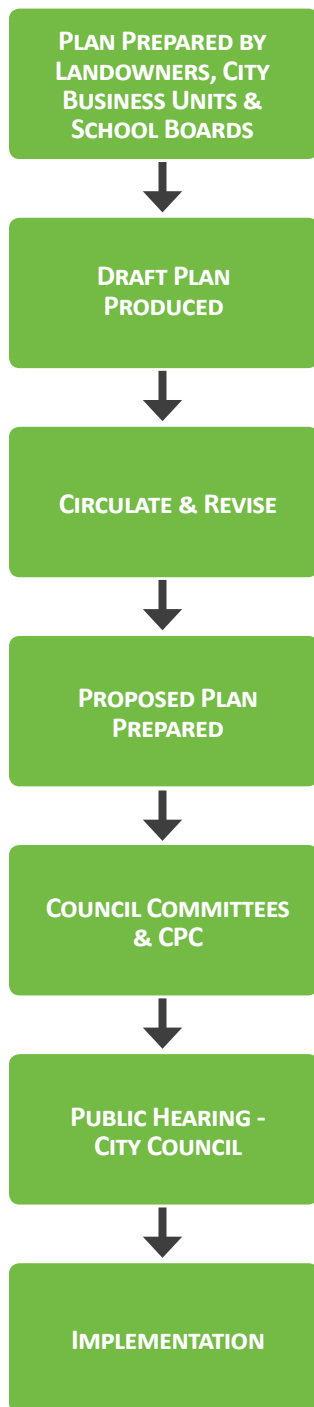 Plan Prepared by
Landowners, City
Business Units &
School Boards
Draft Plan
Produced
Circulate & Revise
Proposed Plan
Prepared
Council Committees
& CPC
Public Hearing -
City Council
Implementation